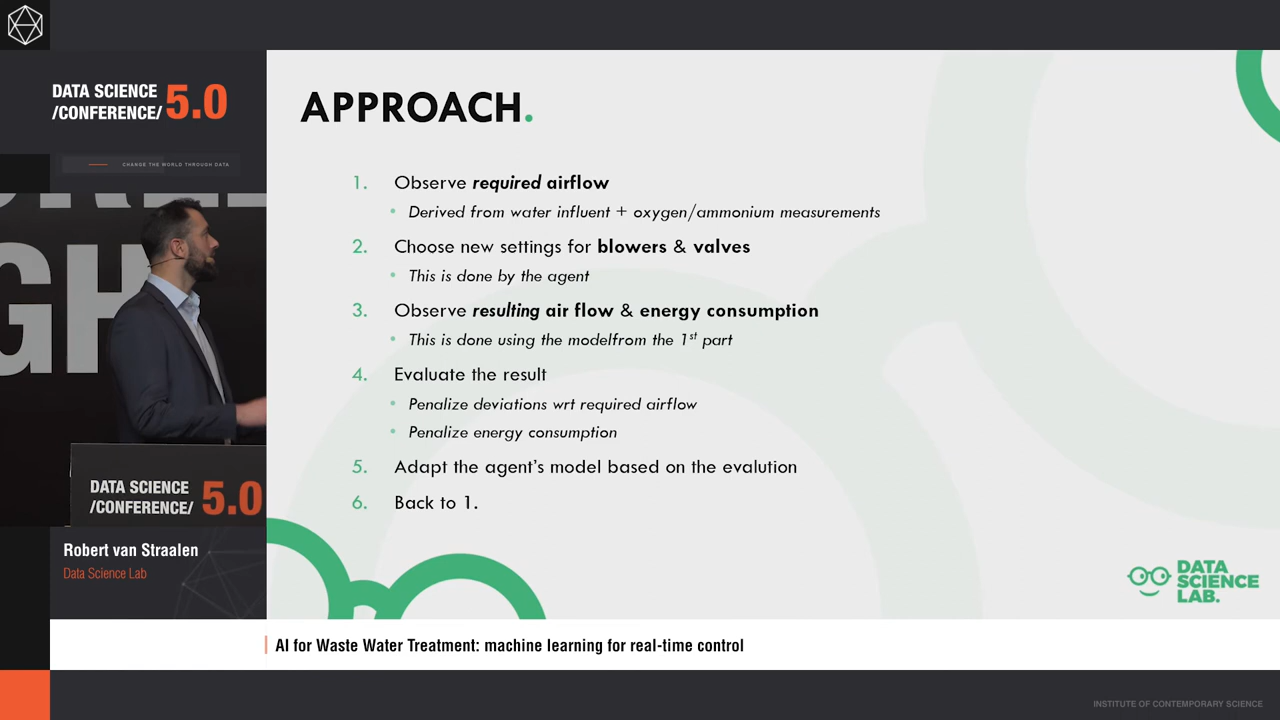 DATA SCIENCE
/CONFERENCE/ 5.0
CHANGE THE WORLD THROUGH DATA
GH
DATA SCIENCE
/CONFERENCE/ 5.0
Robert van Straalen
Data Science Lab
APPROACH.
1. Observe required airflow
• Derived from water influent + oxygen/ammonium measurements
2. Choose new settings for blowers & valves
• This is done by the agent
3. Observe resulting air flow & energy consumption
• This is done using the modelfrom the 1st part
4. Evaluate the result
• Penalize deviations wrt required airflow
• Penalize energy consumption
5. Adapt the agent's model based on the evalution
6. Back to 1.
DATA
SCIENCE
LAB.
AI for Waste Water Treatment: machine learning for real-time control
INSTITUTE OF CONTEMPORARY SCIENCE